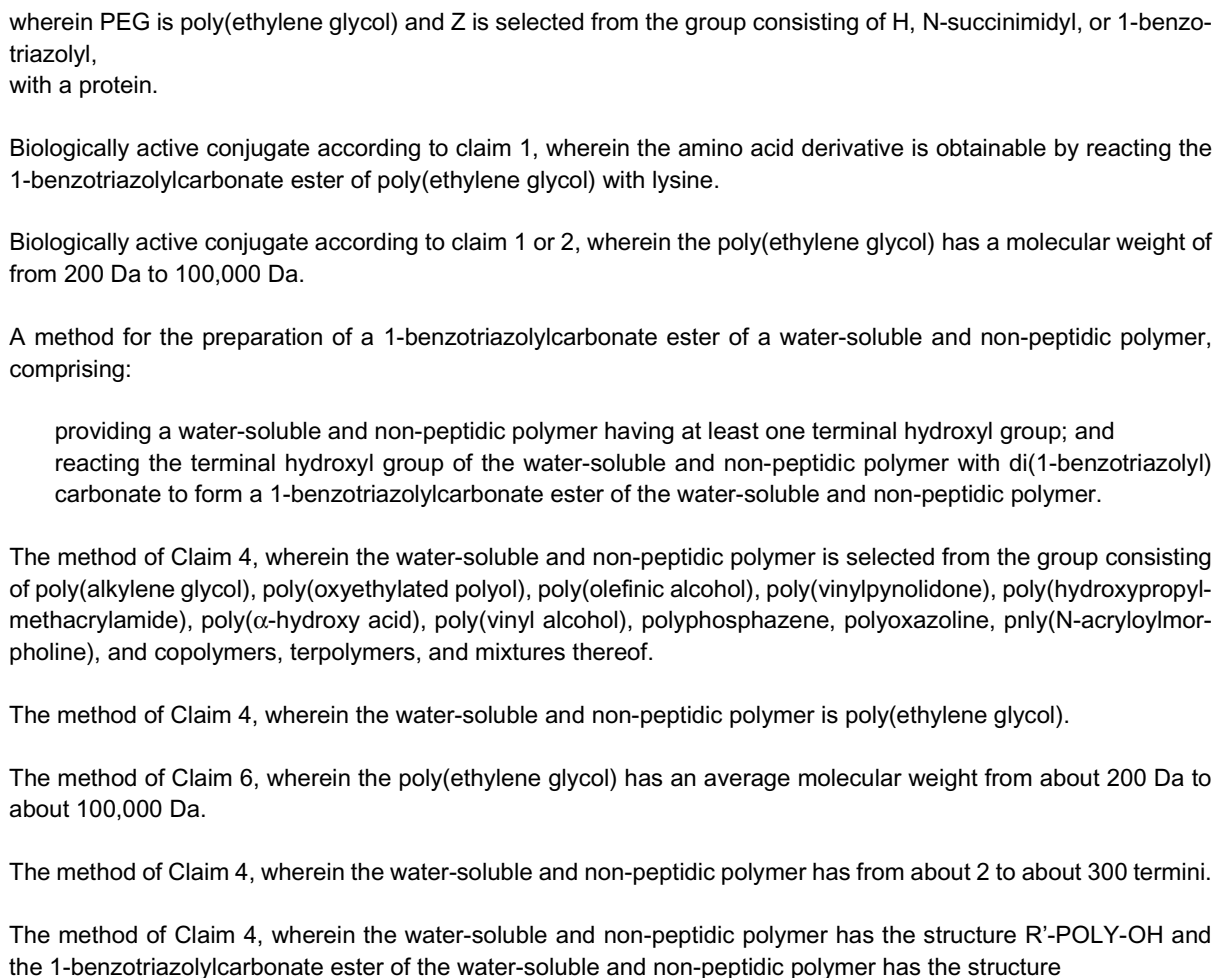 wherein PEG is poly(ethylene glycol) and Z is selected from the group consisting of H, N-succinimidyl, or 1-benzo-
triazolyl,
with a protein.
Biologically active conjugate according to claim 1, wherein the amino acid derivative is obtainable by reacting the
1-benzotriazolylcarbonate ester of poly(ethylene glycol) with lysine.
Biologically active conjugate according to claim 1 or 2, wherein the poly(ethylene glycol) has a molecular weight of
from 200 Da to 100,000 Da.
A method for the preparation of a 1-benzotriazolylcarbonate ester of a water-soluble and non-peptidic polymer,
comprising:
providing a water-soluble and non-peptidic polymer having at least one terminal hydroxyl group; and
reacting the terminal hydroxyl group of the water-soluble and non-peptidic polymer with di(1-benzotriazolyl)
carbonate to form a 1-benzotriazolylcarbonate ester of the water-soluble and non-peptidic polymer.
The method of Claim 4, wherein the water-soluble and non-peptidic polymer is selected from the group consisting
of poly(alkylene glycol), poly(oxyethylated polyol), poly(olefinic alcohol), poly(vinylpynolidone), poly(hydroxypropyl-
methacrylamide), poly(α-hydroxy acid), poly(vinyl alcohol), polyphosphazene, polyoxazoline, pnly(N-acryloylmor-
pholine), and copolymers, terpolymers, and mixtures thereof.
The method of Claim 4, wherein the water-soluble and non-peptidic polymer is poly(ethylene glycol).
The method of Claim 6, wherein the poly(ethylene glycol) has an average molecular weight from about 200 Da to
about 100,000 Da.
The method of Claim 4, wherein the water-soluble and non-peptidic polymer has from about 2 to about 300 termini.
The method of Claim 4, wherein the water-soluble and non-peptidic polymer has the structure R'-POLY-OH and
the 1-benzotriazolylcarbonate ester of the water-soluble and non-peptidic polymer has the structure